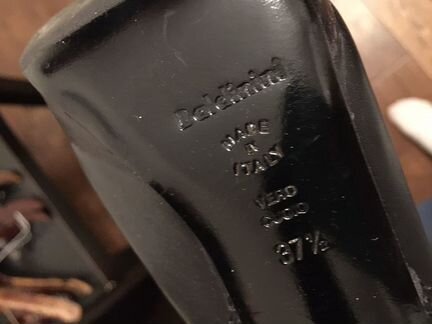 Baldinini
MADE
IN
ITALY
VERO
CUOIO
37½